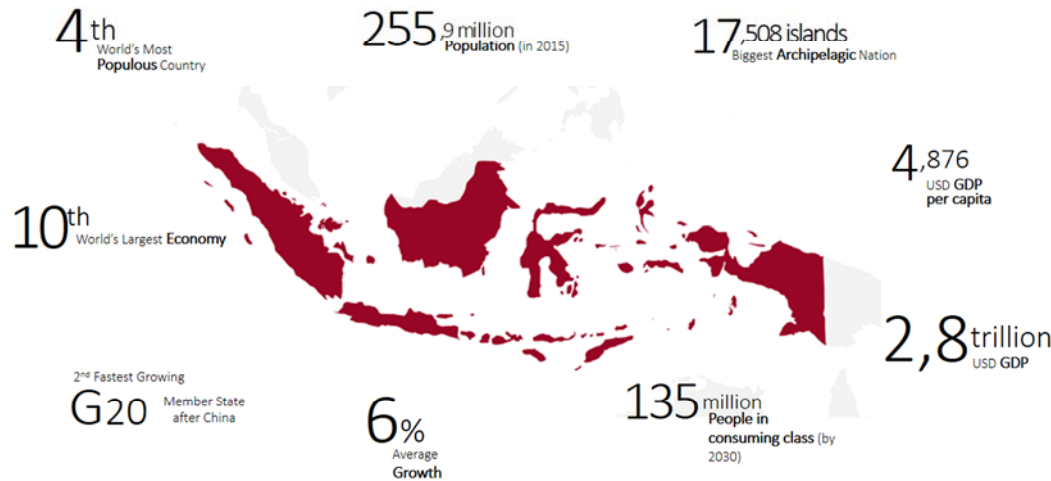 4th
World's Most
Populous Country
255,9 million
Population (in 2015)
17,508 islands
Biggest Archipelagic Nation
4,876
USD GDP
per capita
10th
World's Largest Economy
2,8 trillion
USD GDP
2nd Fastest Growing
G20 Member State
after China
6%
Average
Growth
135 million
People in
consuming class (by
2030)